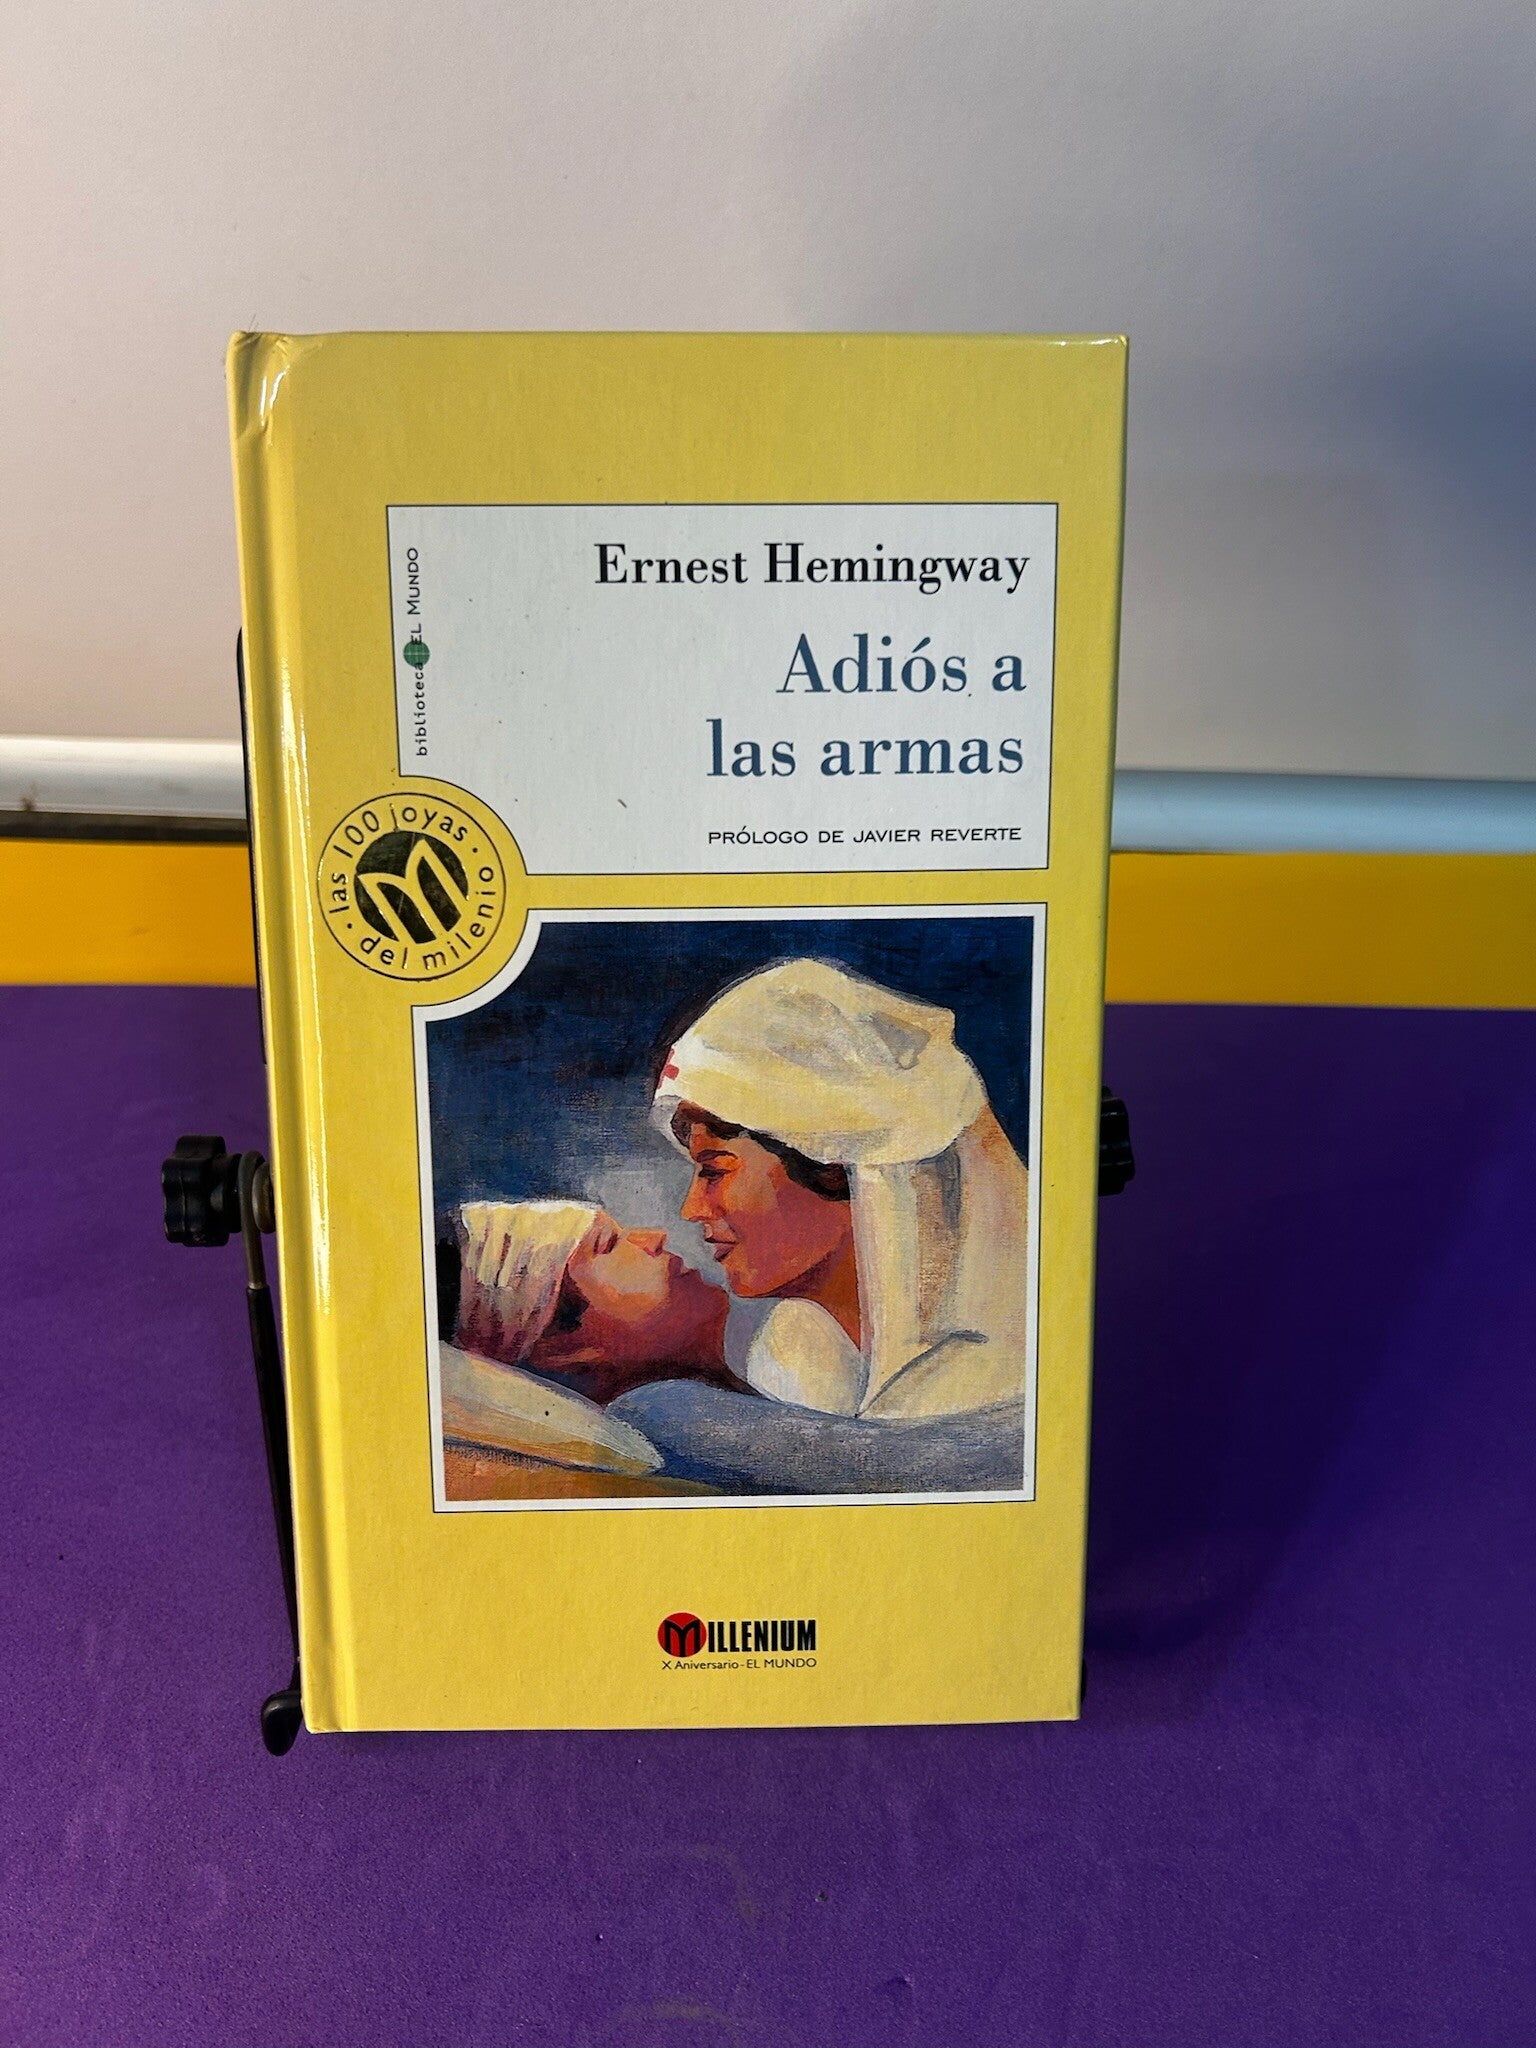 Ernest Hemingway
Adiós a
las armas
PRÓLOGO DE JAVIER REVERTE
biblioteca EL MUNDO
· las 100 joyas ·
del milenio
MILLENIUM
X Aniversario - EL MUNDO